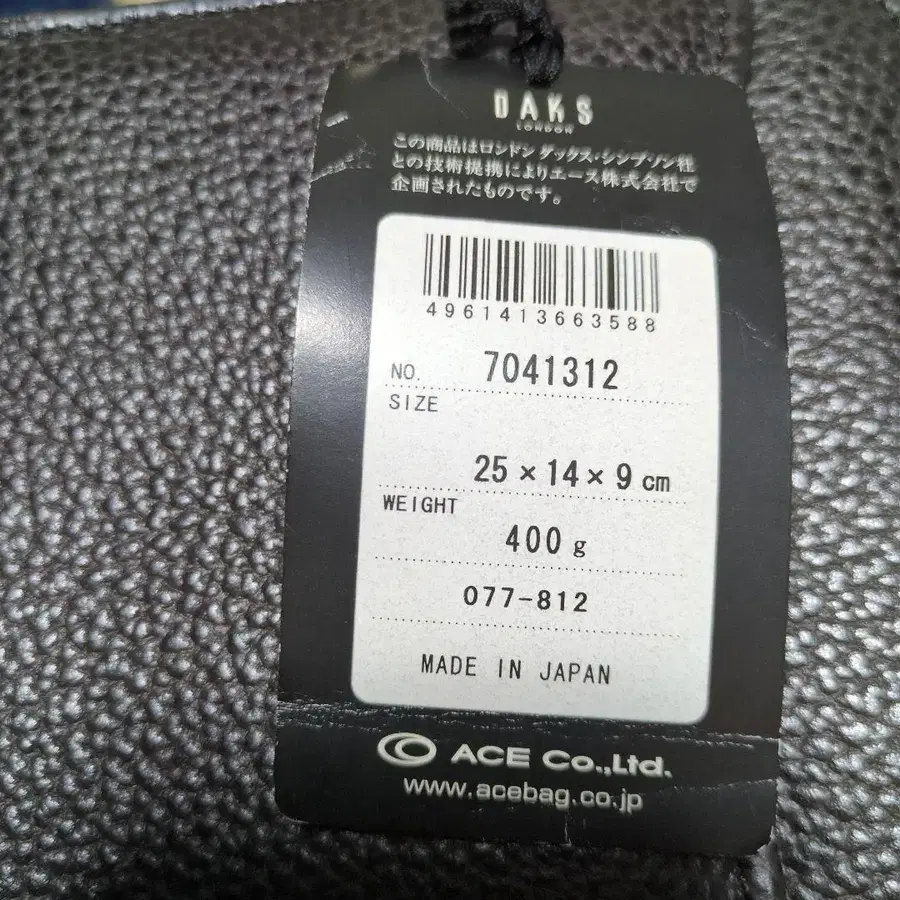 DAKS
LONDON
この商品はロンドン ダックス・シンプソン社
との技術提携によりエース株式会社で
企画されたものです。
4961413663588
NO. 7041312
SIZE
25×14×9 cm
WEIGHT
400 g
077-812
MADE IN JAPAN
ACE Co.,Ltd.
www.acebag.co.jp